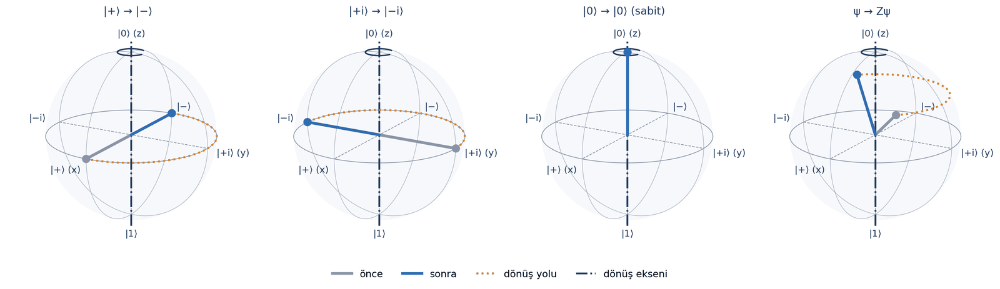 |+⟩ → |−⟩
|0⟩ (z)
|−⟩
|−i⟩
|+i⟩ (y)
|+⟩ (x)
|1⟩
|+i⟩ → |−i⟩
|0⟩ (z)
|−⟩
|−i⟩
|+i⟩ (y)
|+⟩ (x)
|1⟩
|0⟩ → |0⟩ (sabit)
|0⟩ (z)
|−⟩
|−i⟩
|+i⟩ (y)
|+⟩ (x)
|1⟩
ψ → Zψ
|0⟩ (z)
|−⟩
|−i⟩
|+i⟩ (y)
|+⟩ (x)
|1⟩
önce sonra dönüş yolu dönüş ekseni